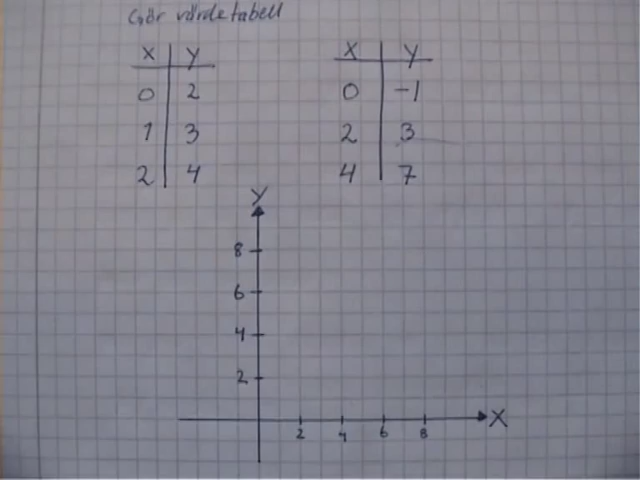 Gör värdetabell
X Y X Y
0 2 0 -1
1 3 2 3
2 4 4 7
Y
8
6
4
2
X
2 4 6 8